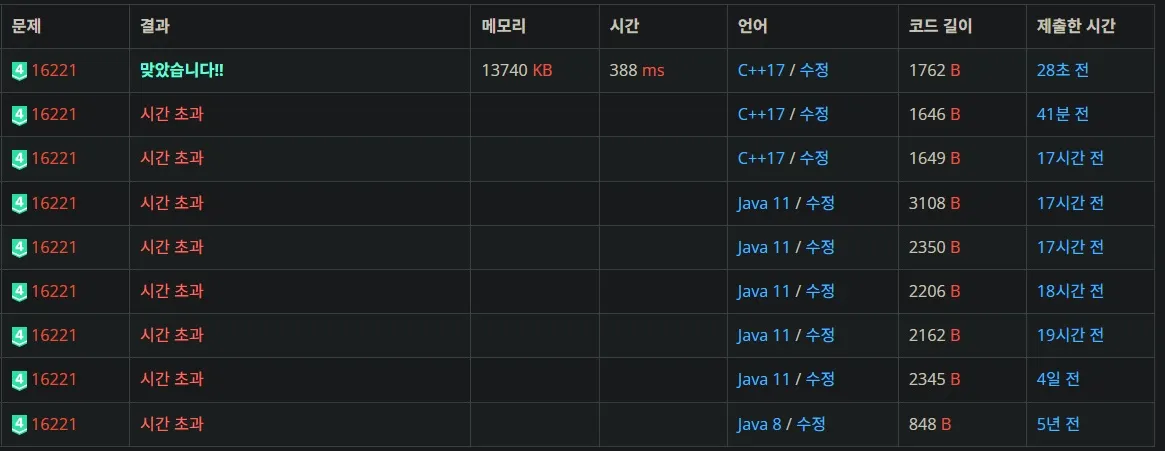 문제 결과 메모리 시간 언어 코드 길이 제출한 시간
4 16221 맞았습니다!! 13740 KB 388 ms C++17 / 수정 1762 B 28초 전
4 16221 시간 초과 C++17 / 수정 1646 B 41분 전
4 16221 시간 초과 C++17 / 수정 1649 B 17시간 전
4 16221 시간 초과 Java 11 / 수정 3108 B 17시간 전
4 16221 시간 초과 Java 11 / 수정 2350 B 17시간 전
4 16221 시간 초과 Java 11 / 수정 2206 B 18시간 전
4 16221 시간 초과 Java 11 / 수정 2162 B 19시간 전
4 16221 시간 초과 Java 11 / 수정 2345 B 4일 전
4 16221 시간 초과 Java 8 / 수정 848 B 5년 전